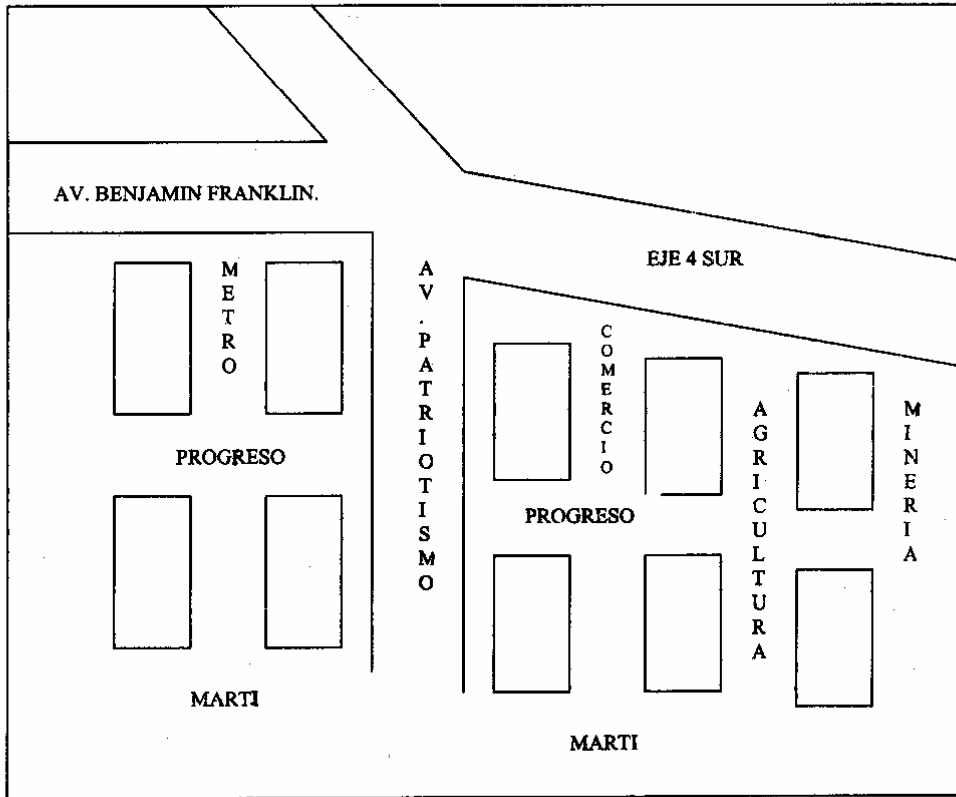 AV. BENJAMIN FRANKLIN.
EJE 4 SUR
METRO
AV. PATRIOTISMO
COMERCIO
AGRICULTURA
MINERIA
PROGRESO
PROGRESO
MARTI
MARTI